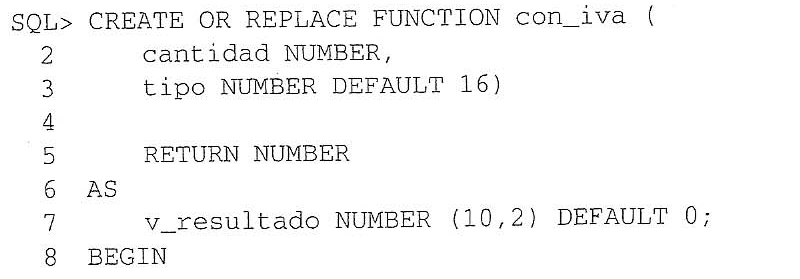 SQL> CREATE OR REPLACE FUNCTION con_iva (
2 cantidad NUMBER,
3 tipo NUMBER DEFAULT 16)
4
5 RETURN NUMBER
6 AS
7 v_resultado NUMBER (10,2) DEFAULT 0;
8 BEGIN